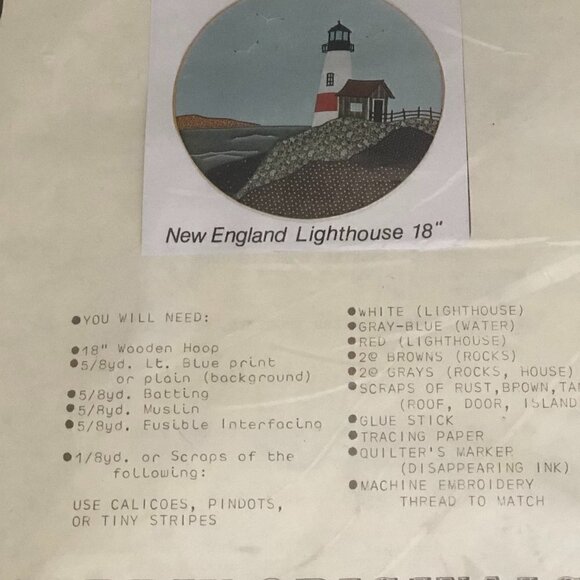 New England Lighthouse 18"
●YOU WILL NEED:
●18" Wooden Hoop
●5/8yd. Lt. Blue print
or plain (background)
●5/8yd. Batting
●5/8yd. Muslin
●5/8yd. Fusible Interfacing
●1/8yd. or Scraps of the
following:
USE CALICOES, PINDOTS,
OR TINY STRIPES
●WHITE (LIGHTHOUSE)
●GRAY-BLUE (WATER)
●RED (LIGHTHOUSE)
●2@ BROWNS (ROCKS)
●2@ GRAYS (ROCKS, HOUSE)
●SCRAPS OF RUST,BROWN,TAN
(ROOF, DOOR, ISLAND
●GLUE STICK
●TRACING PAPER
●QUILTER'S MARKER
(DISAPPEARING INK)
●MACHINE EMBROIDERY
THREAD TO MATCH